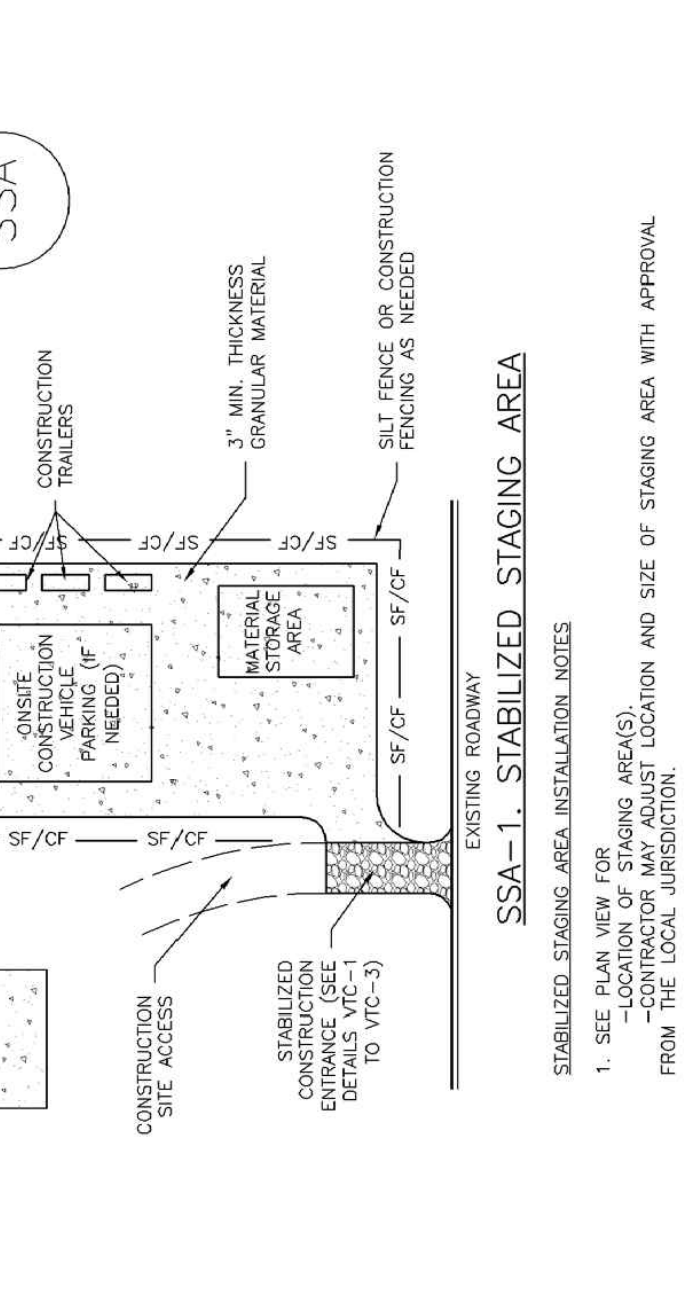 SSA
CONSTRUCTION
TRAILERS
3" MIN. THICKNESS
GRANULAR MATERIAL
SILT FENCE OR CONSTRUCTION
FENCING AS NEEDED
SF/CF
SF/CF
SF/CF
ONSITE
CONSTRUCTION
VEHICLE
PARKING (IF
NEEDED)
MATERIAL
STORAGE
AREA
SF/CF
SF/CF
SF/CF
SF/CF
CONSTRUCTION
SITE ACCESS
STABILIZED
CONSTRUCTION
ENTRANCE (SEE
DETAILS VTC-1
TO VTC-3)
EXISTING ROADWAY
SSA-1. STABILIZED STAGING AREA
STABILIZED STAGING AREA INSTALLATION NOTES
1. SEE PLAN VIEW FOR
-LOCATION OF STAGING AREA(S).
-CONTRACTOR MAY ADJUST LOCATION AND SIZE OF STAGING AREA WITH APPROVAL
FROM THE LOCAL JURISDICTION.